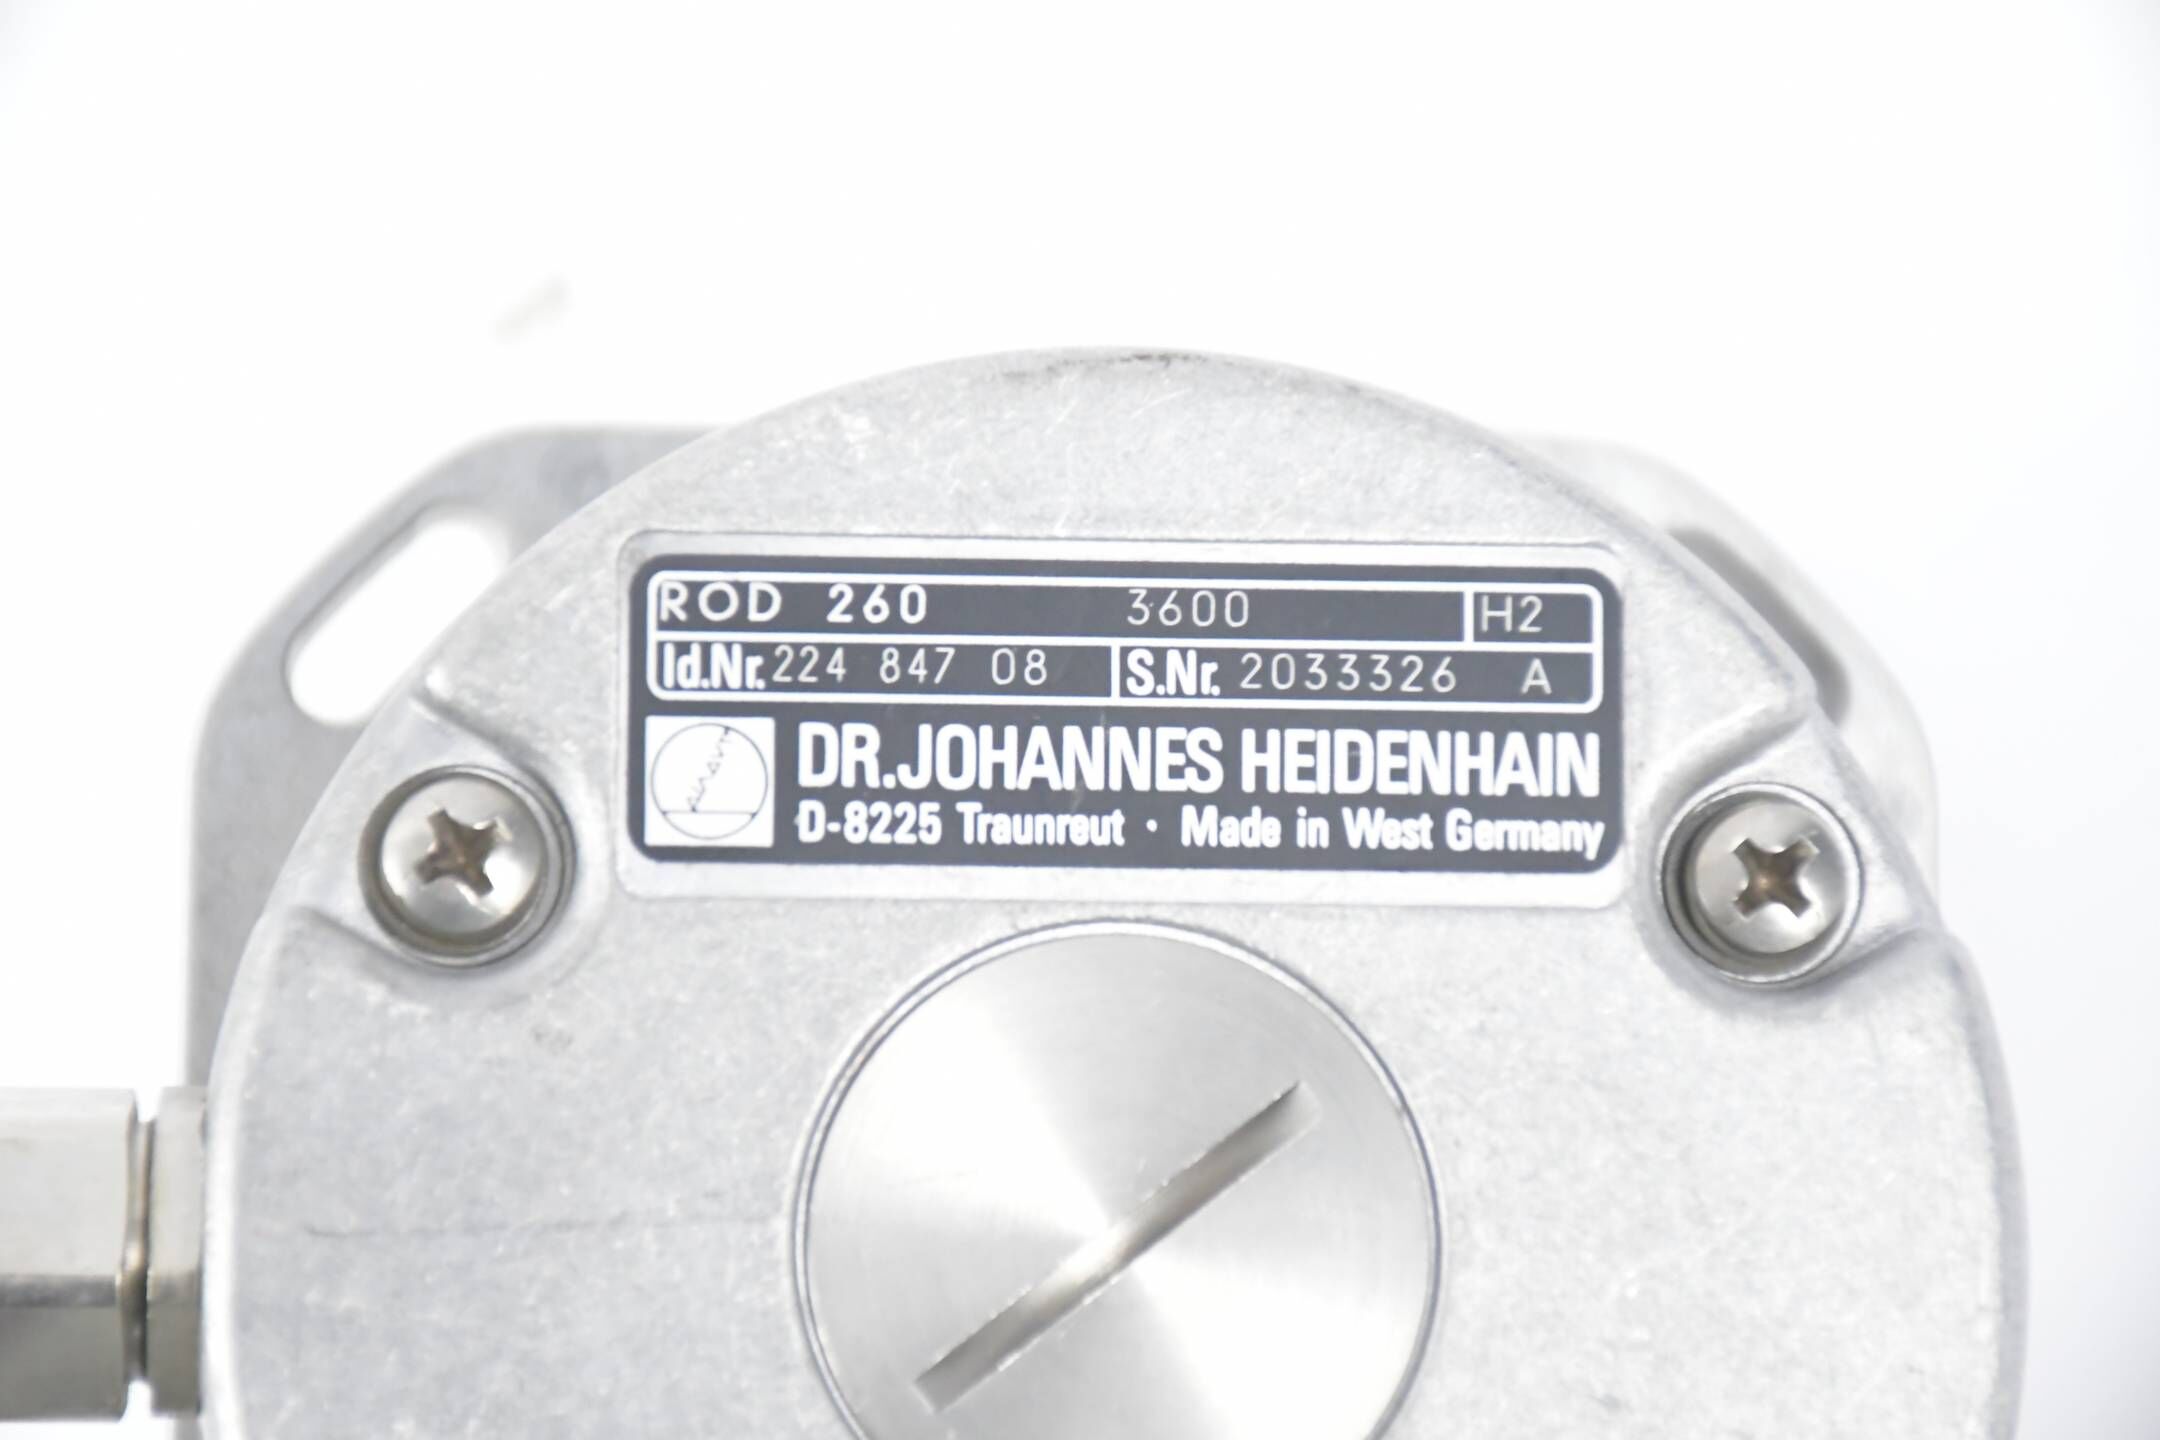 ROD 260 3600 H2
Id.Nr. 224 847 08 S.Nr. 2033326 A
DR. JOHANNES HEIDENHAIN
D-8225 Traunreut · Made in West Germany